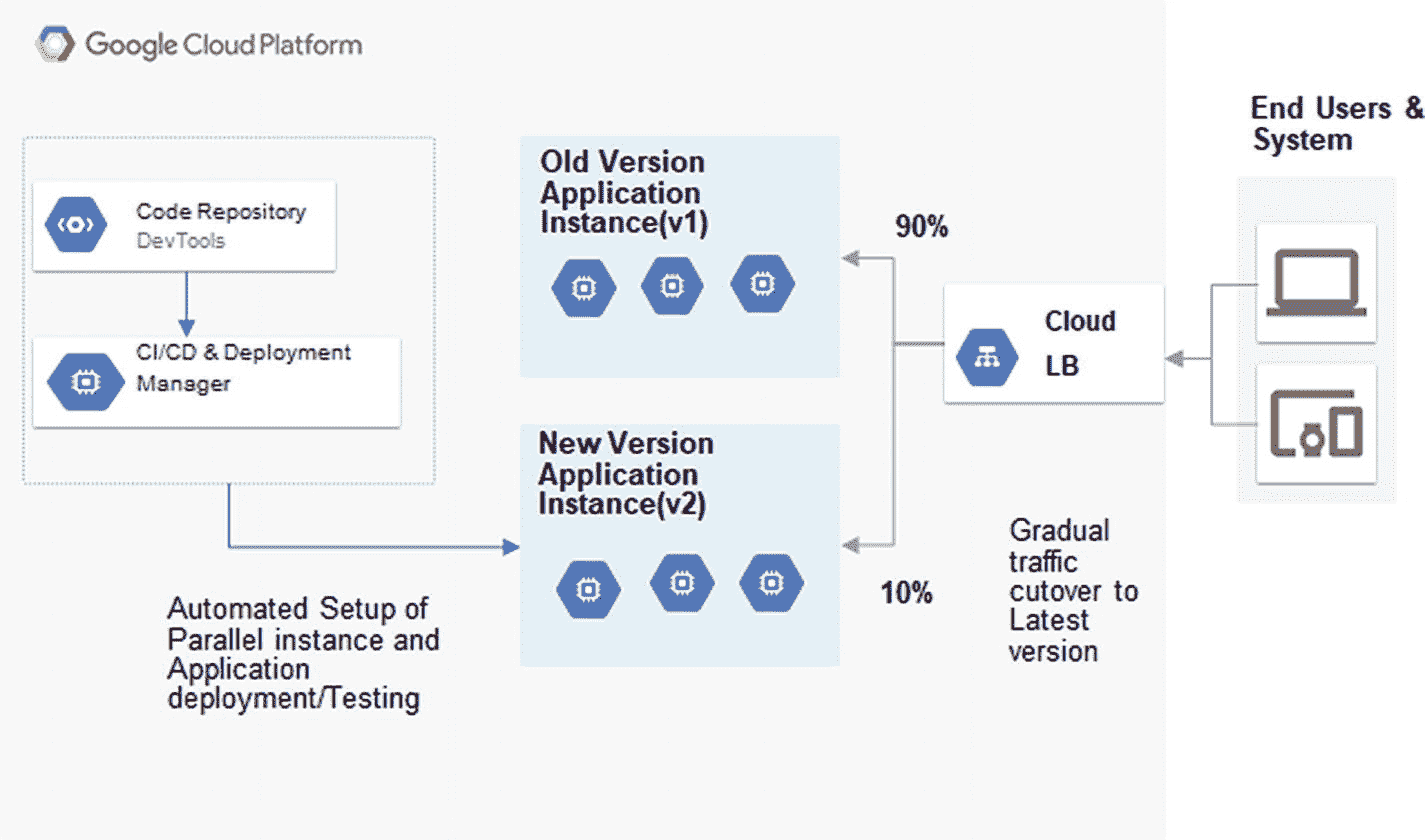 Google Cloud Platform
End Users &
System
Code Repository
DevTools
CI/CD & Deployment
Manager
Old Version
Application
Instance(v1)
90%
Cloud
LB
New Version
Application
Instance(v2)
10%
Gradual
traffic
cutover to
Latest
version
Automated Setup of
Parallel instance and
Application
deployment/Testing